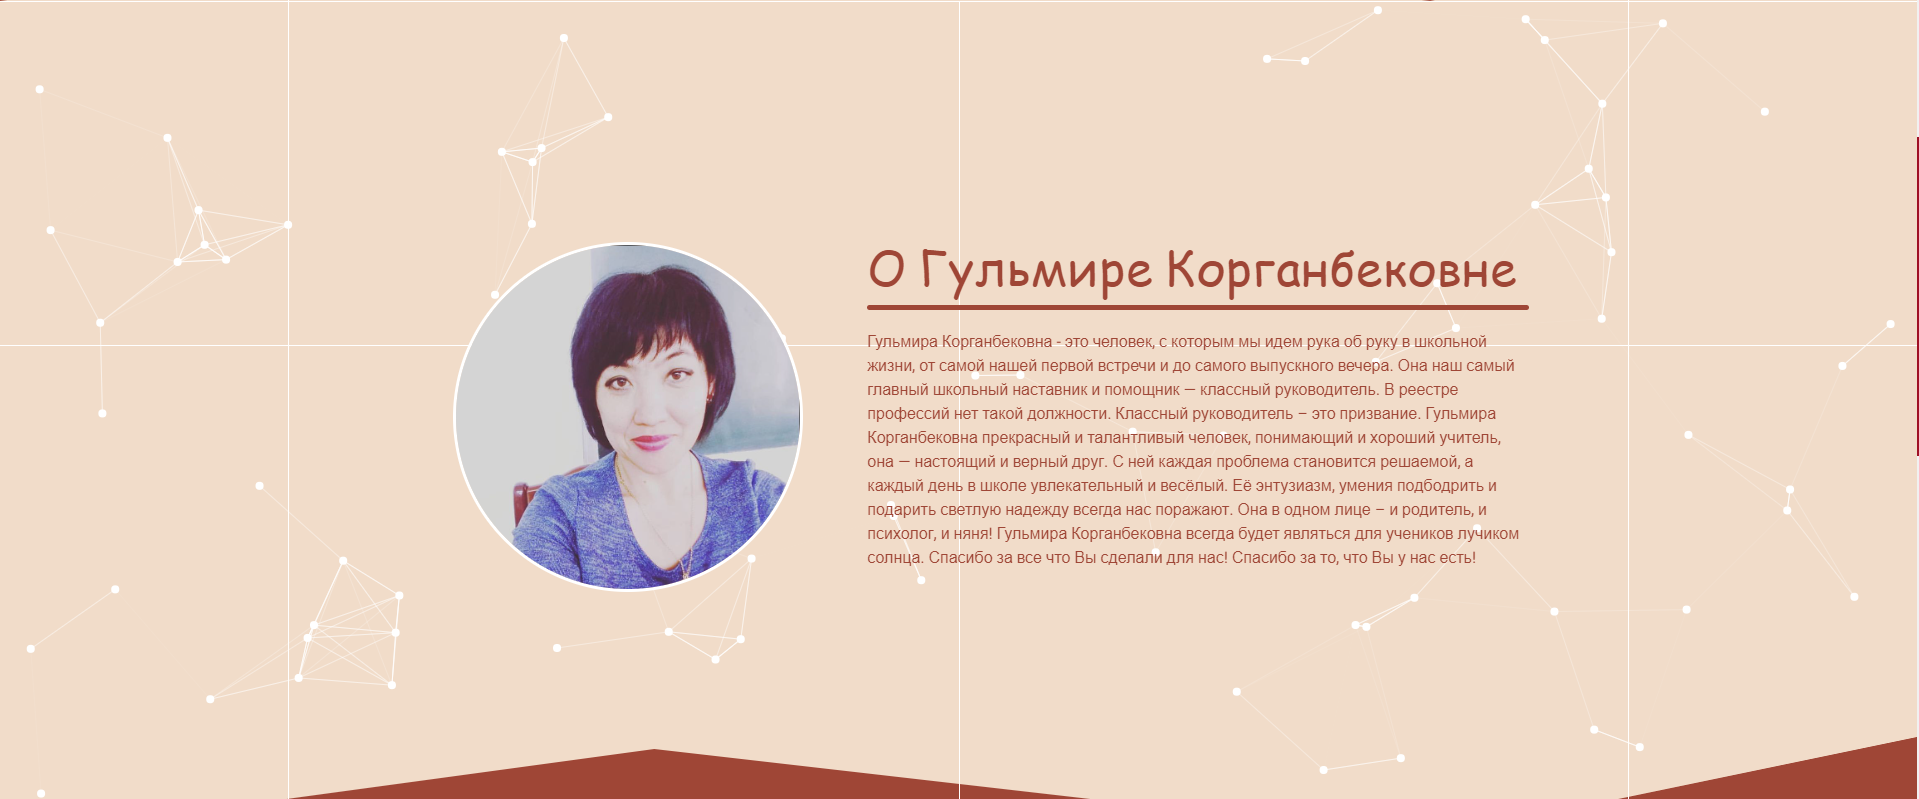 О Гульмире Корганбековне
Гульмира Корганбековна - это человек, с которым мы идем рука об руку в школьной
жизни, от самой нашей первой встречи и до самого выпускного вечера. Она наш самый
главный школьный наставник и помощник — классный руководитель. В реестре
профессий нет такой должности. Классный руководитель – это призвание. Гульмира
Корганбековна прекрасный и талантливый человек, понимающий и хороший учитель,
она — настоящий и верный друг. С ней каждая проблема становится решаемой, а
каждый день в школе увлекательный и весёлый. Её энтузиазм, умения подбодрить и
подарить светлую надежду всегда нас поражают. Она в одном лице – и родитель, и
психолог, и няня! Гульмира Корганбековна всегда будет являться для учеников лучиком
солнца. Спасибо за все что Вы сделали для нас! Спасибо за то, что Вы у нас есть!